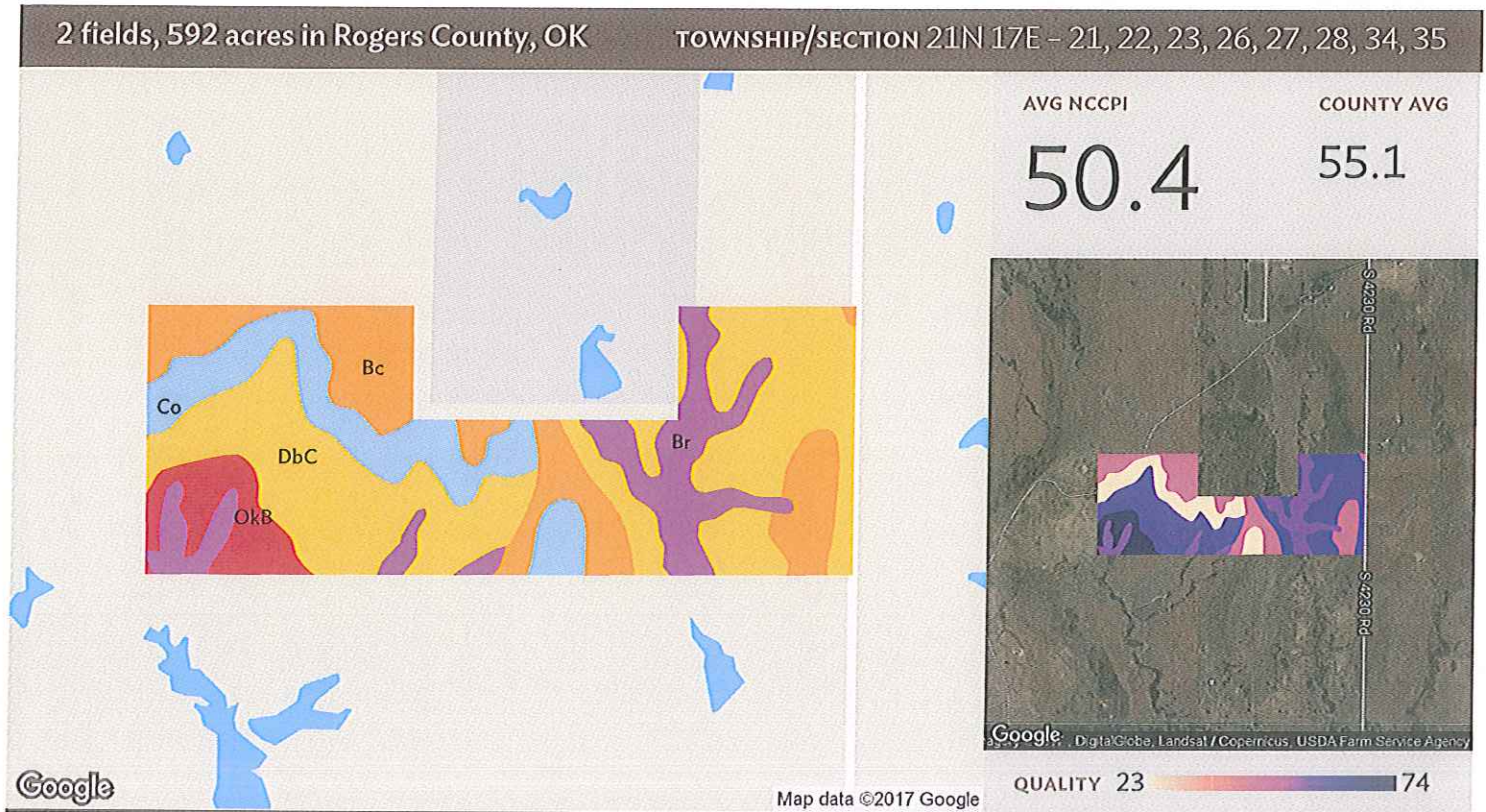 2 fields, 592 acres in Rogers County, OK
TOWNSHIP/SECTION 21N 17E – 21, 22, 23, 26, 27, 28, 34, 35
AVG NCCPI
COUNTY AVG
50.4
55.1
Bc
Co
DbC
Br
OkB
S 4230 Rd
S 4230 Rd
Google
DigitalGlobe, Landsat / Copernicus, USDA Farm Service Agency
QUALITY 23 74
Google
Map data ©2017 Google